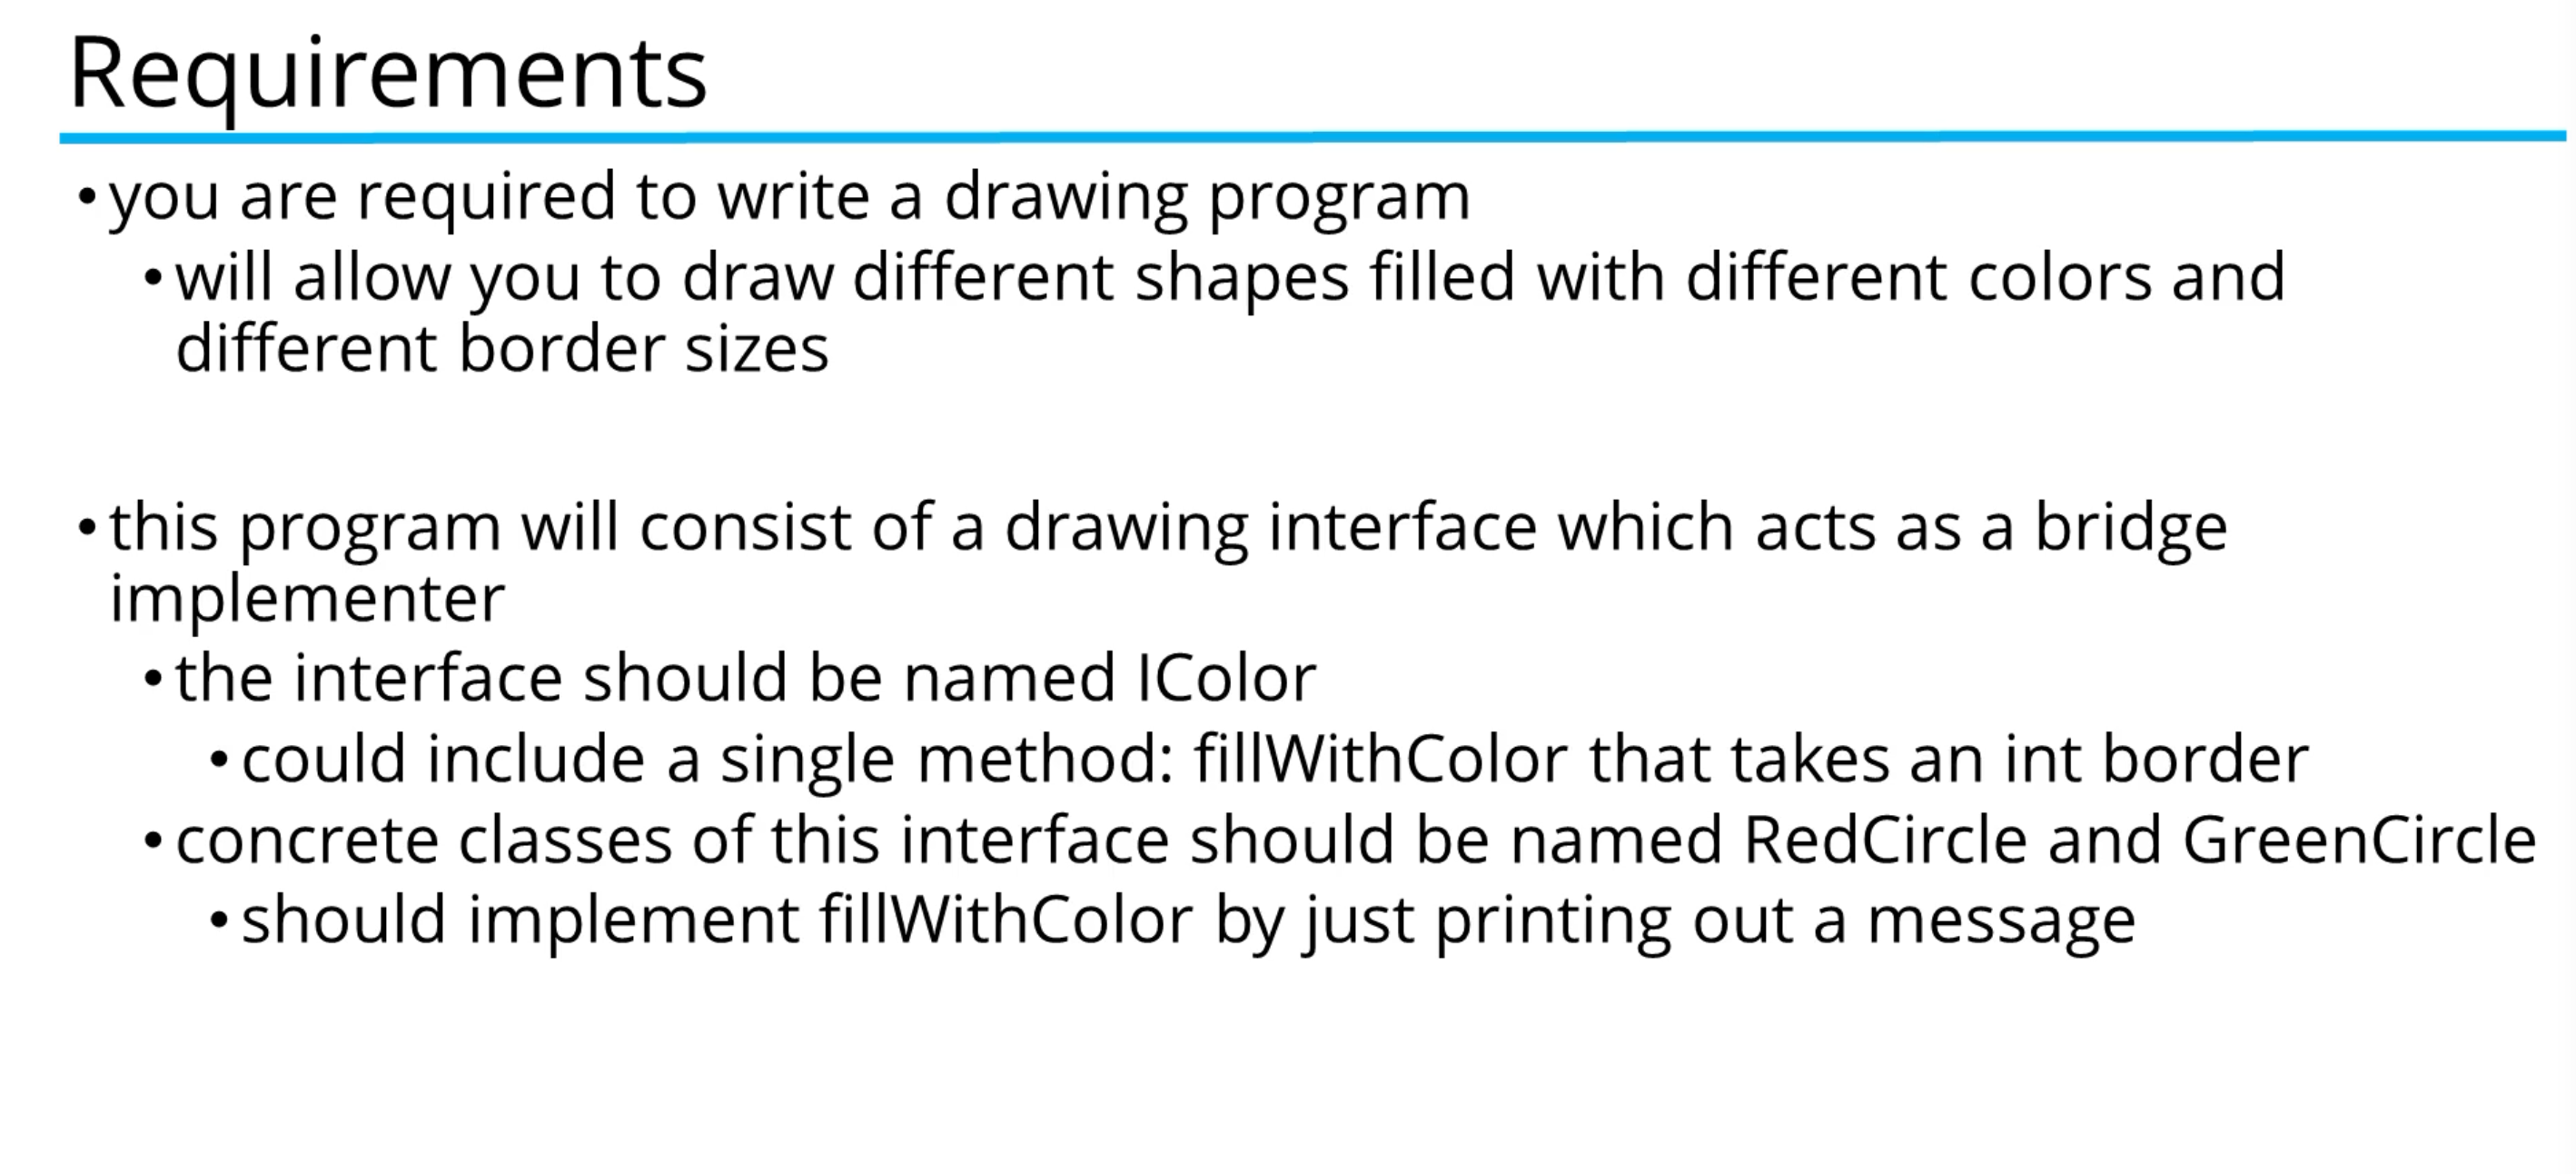 Requirements
•you are required to write a drawing program
•will allow you to draw different shapes filled with different colors and
different border sizes
•this program will consist of a drawing interface which acts as a bridge
implementer
•the interface should be named IColor
•could include a single method: fillWithColor that takes an int border
•concrete classes of this interface should be named RedCircle and GreenCircle
•should implement fillWithColor by just printing out a message